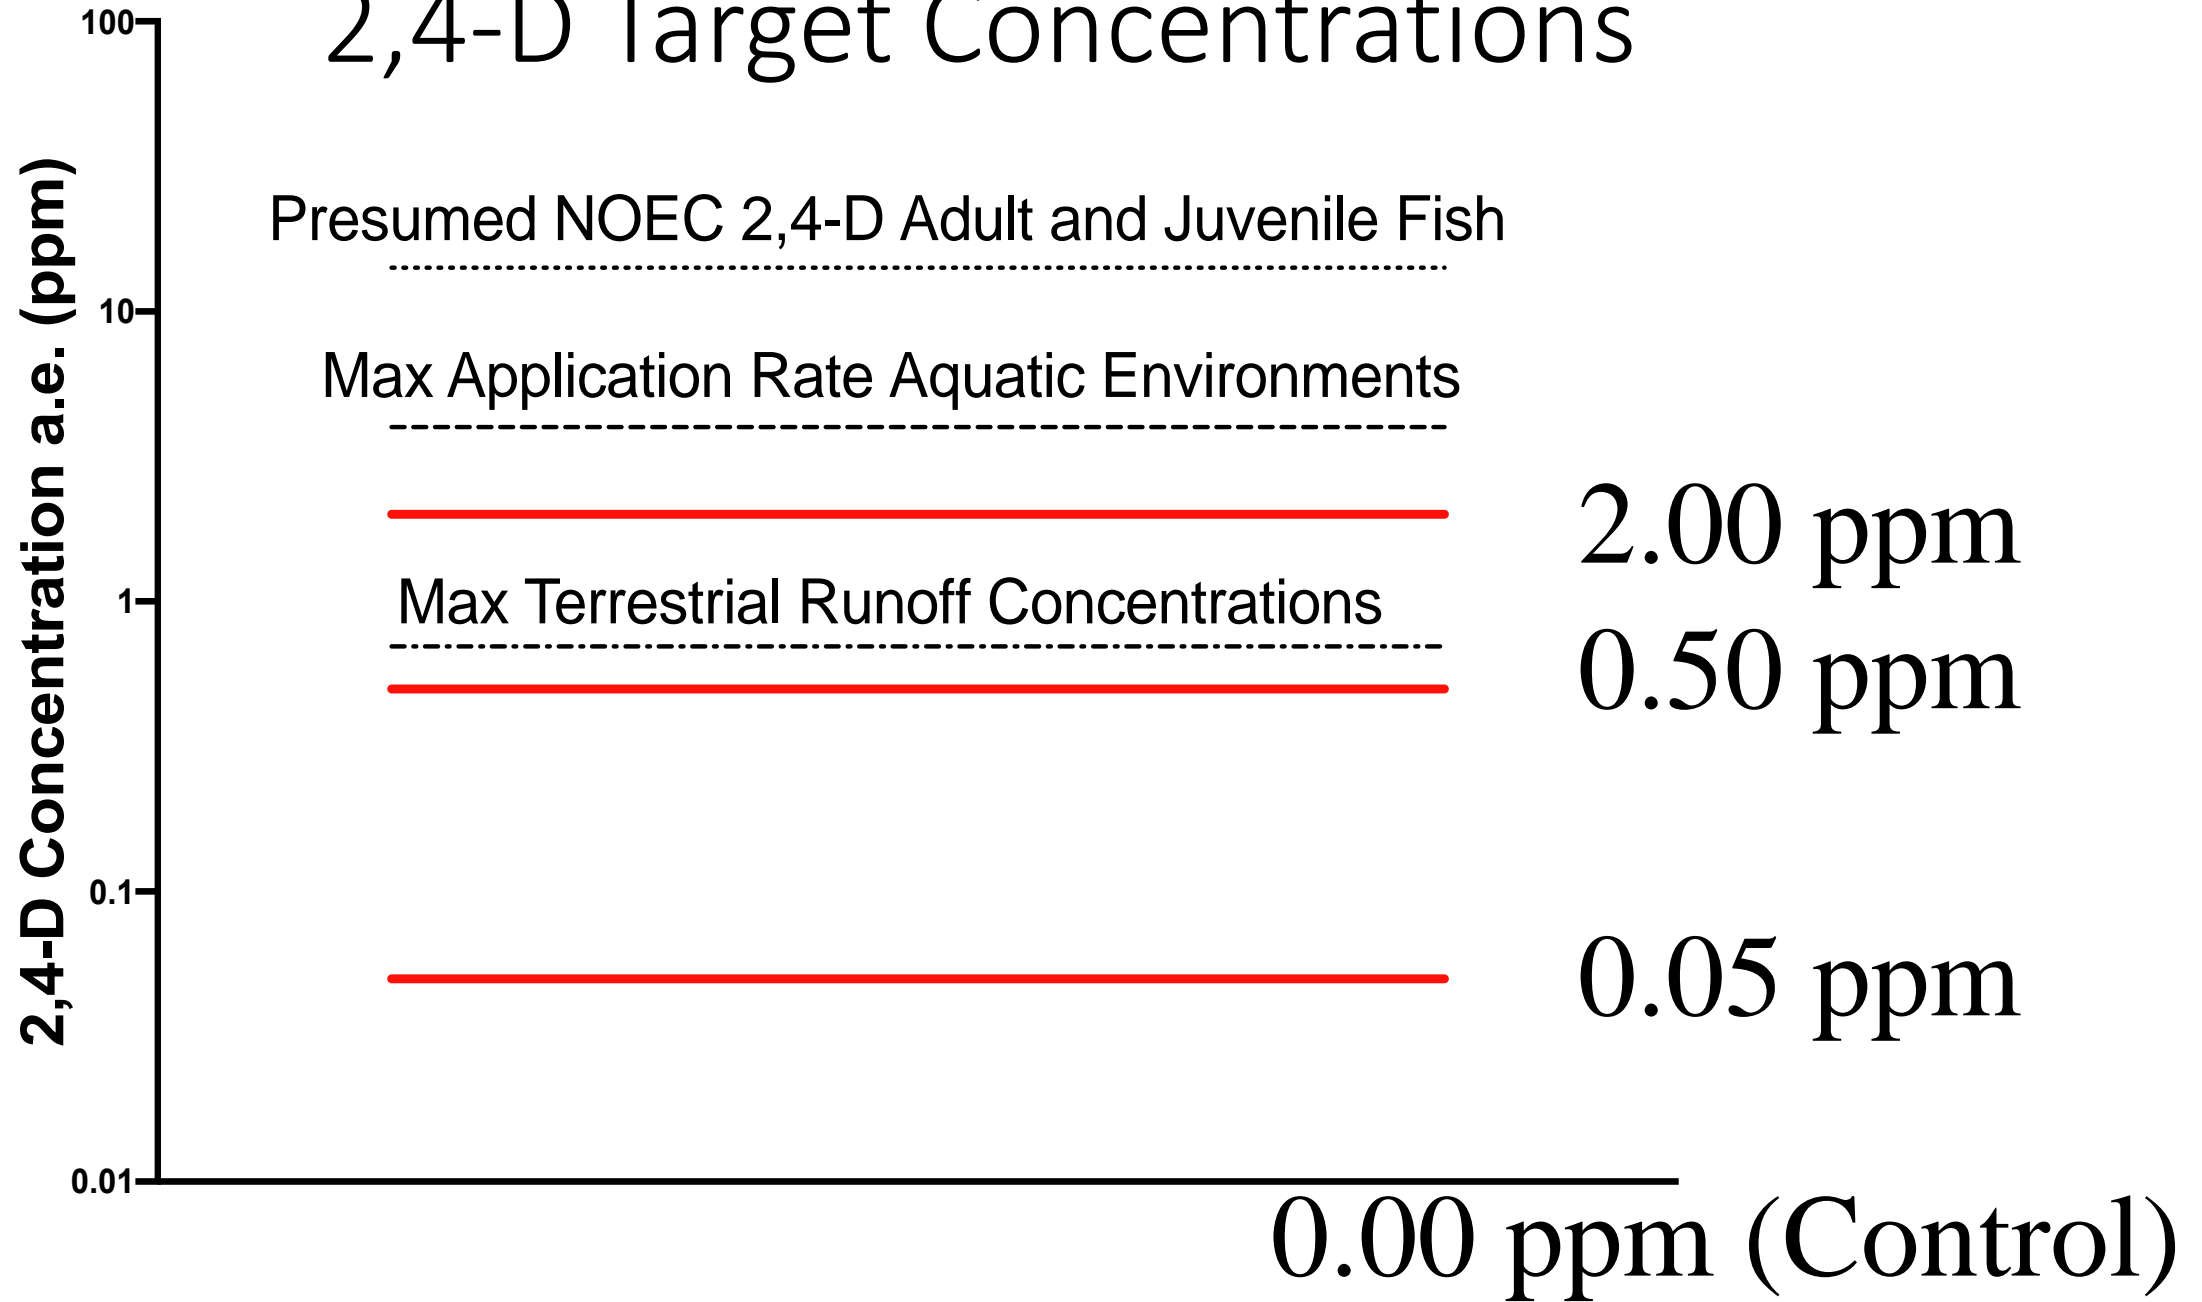 2,4-D Target Concentrations
2,4-D Concentration a.e. (ppm)
100
Presumed NOEC 2,4-D Adult and Juvenile Fish
10
Max Application Rate Aquatic Environments
2.00 ppm
1
Max Terrestrial Runoff Concentrations
0.50 ppm
0.1
0.05 ppm
0.01
0.00 ppm (Control)